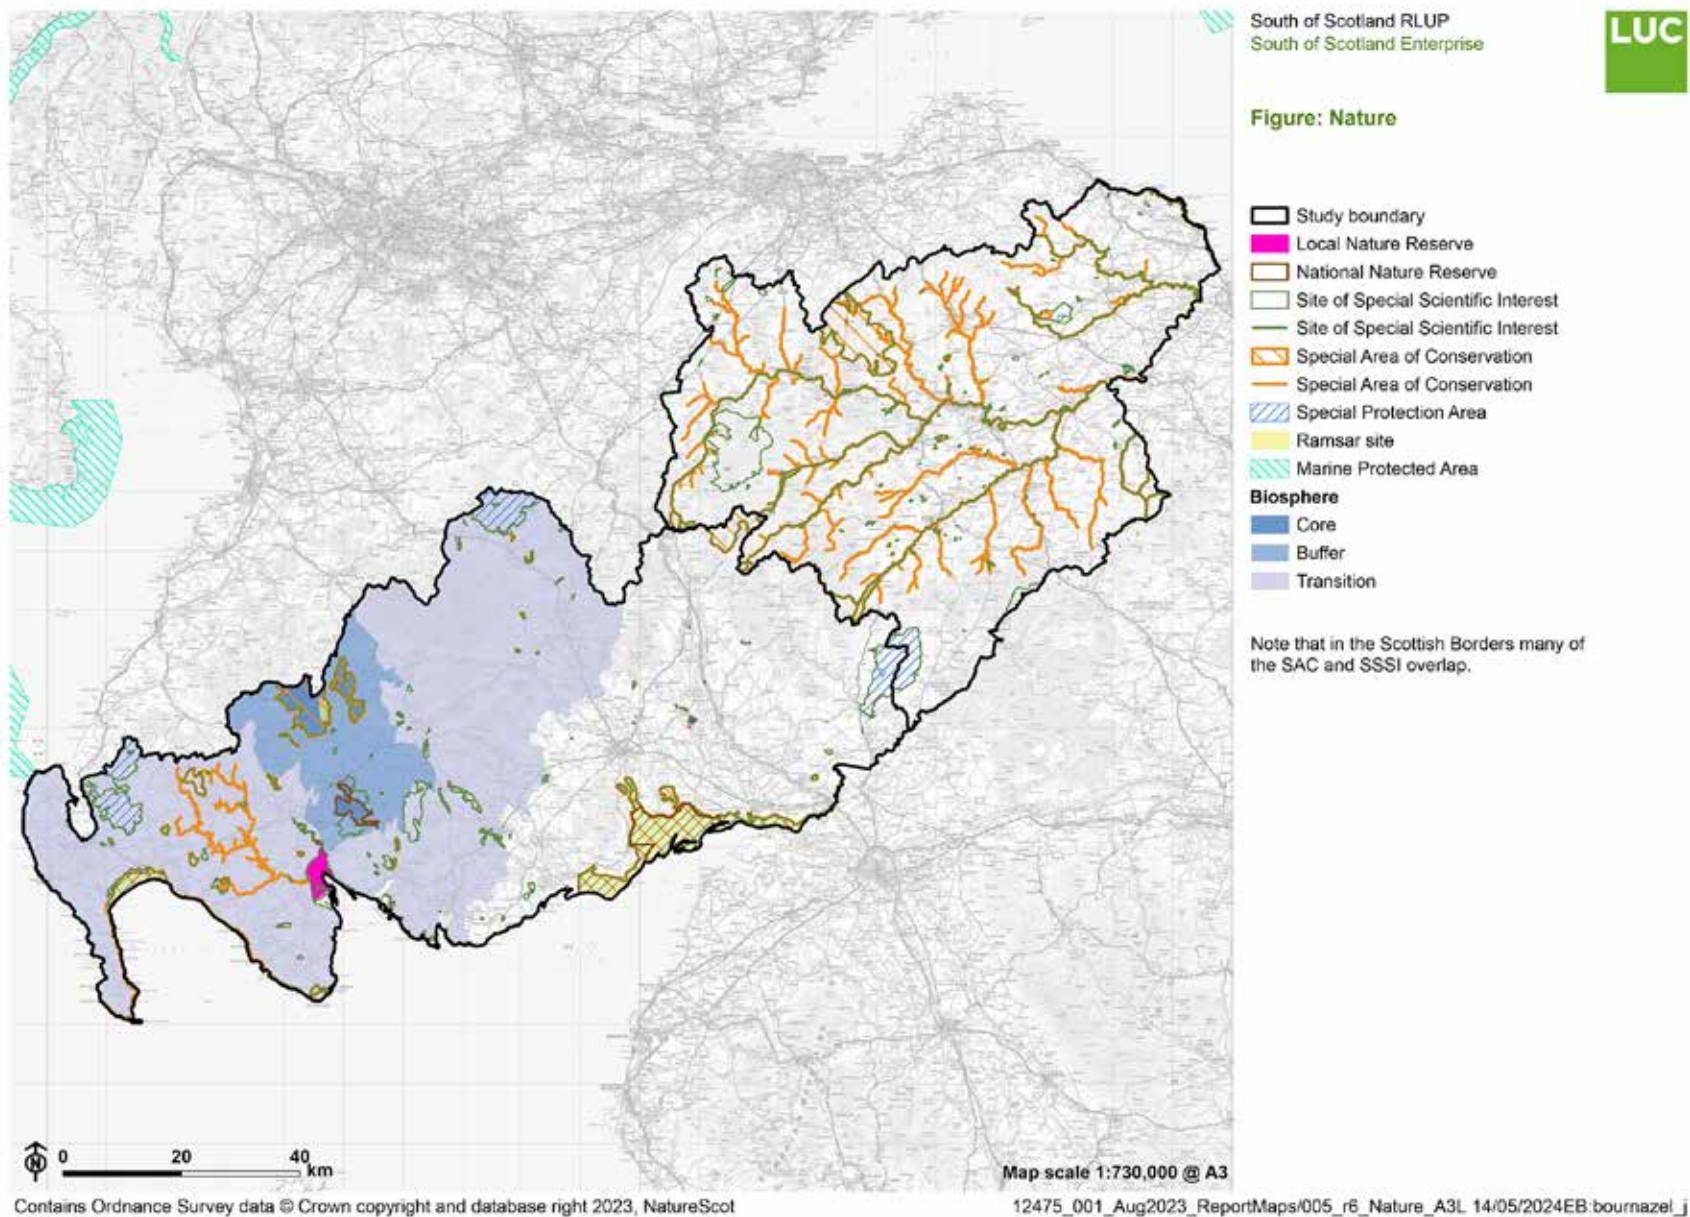 South of Scotland RLUP
South of Scotland Enterprise
LUC
Figure: Nature
Study boundary
Local Nature Reserve
National Nature Reserve
Site of Special Scientific Interest
Site of Special Scientific Interest
Special Area of Conservation
Special Area of Conservation
Special Protection Area
Ramsar site
Marine Protected Area
Biosphere
Core
Buffer
Transition
Note that in the Scottish Borders many of
the SAC and SSSI overlap.
N
0 20 40
km
Map scale 1:730,000 @ A3
Contains Ordnance Survey data © Crown copyright and database right 2023, NatureScot
12475_001_Aug2023_ReportMaps/005_r6_Nature_A3L 14/05/2024EB:bournazel_j